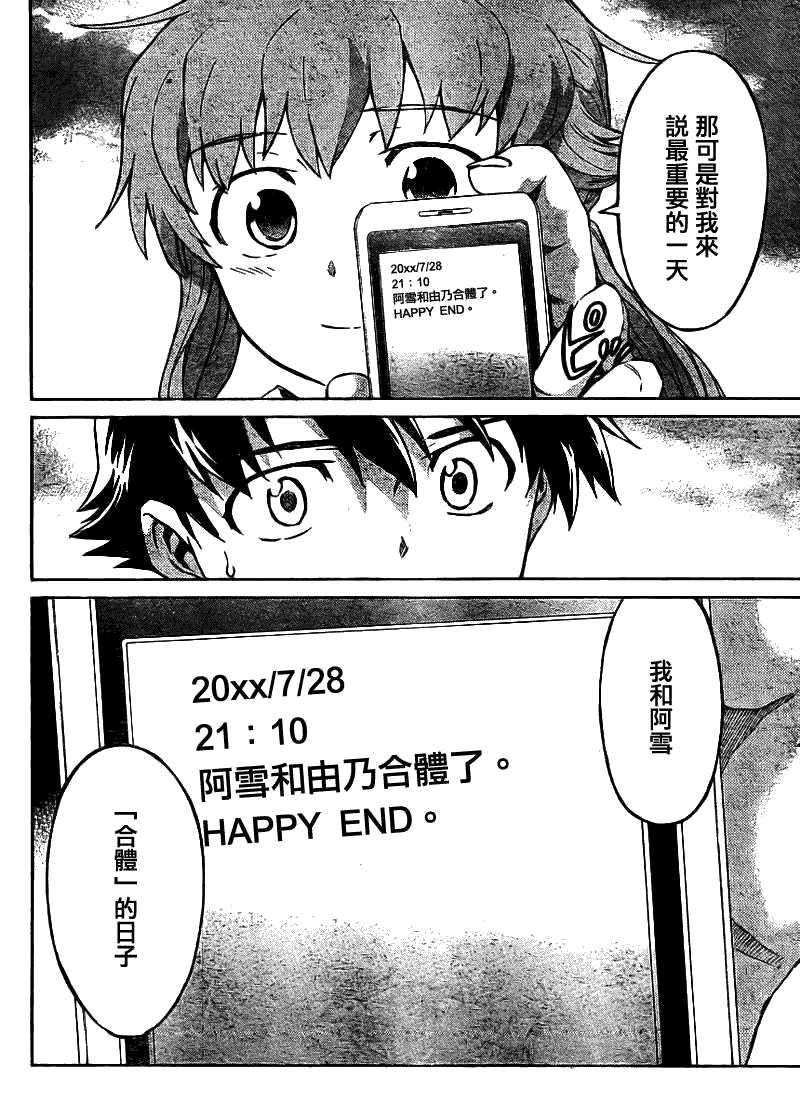 那可是對我來
説最重要的一天
20xx/7/28
21：10
阿雪和由乃合體了。
HAPPY END。
我和阿雪
20xx/7/28
21：10
阿雪和由乃合體了。
HAPPY END。
「合體」的日子